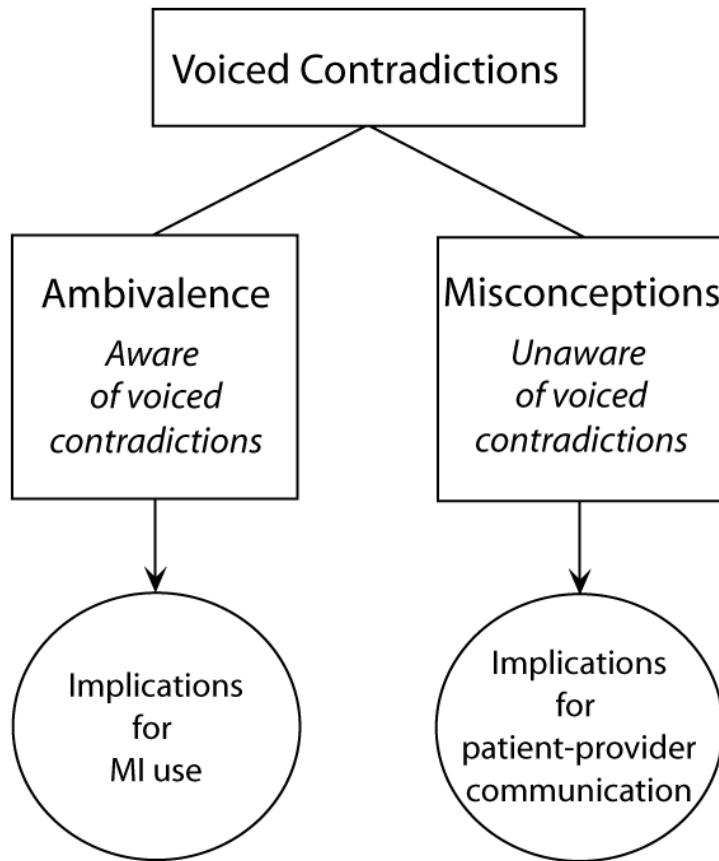 Voiced Contradictions
Ambivalence
Aware
of voiced
contradictions
Misconceptions
Unaware
of voiced
contradictions
Implications
for
MI use
Implications
for
patient-provider
communication